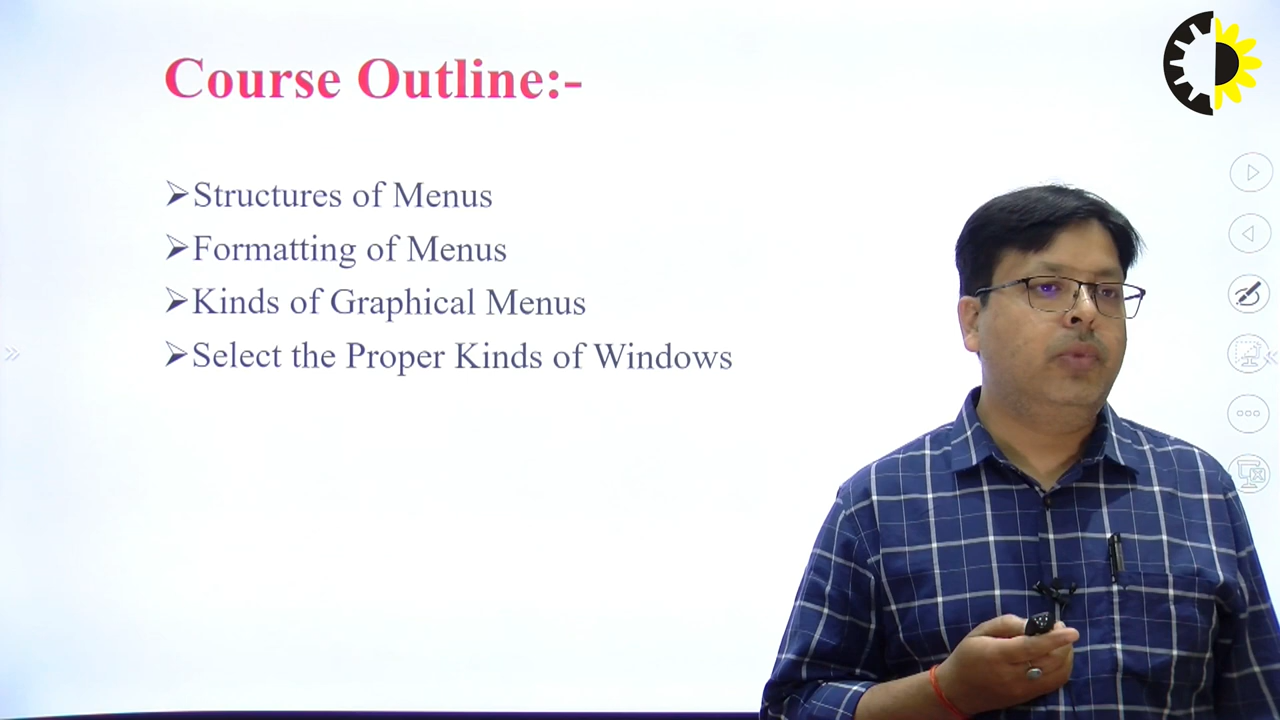 Course Outline:-
➢Structures of Menus
➢Formatting of Menus
➢Kinds of Graphical Menus
➢Select the Proper Kinds of Windows